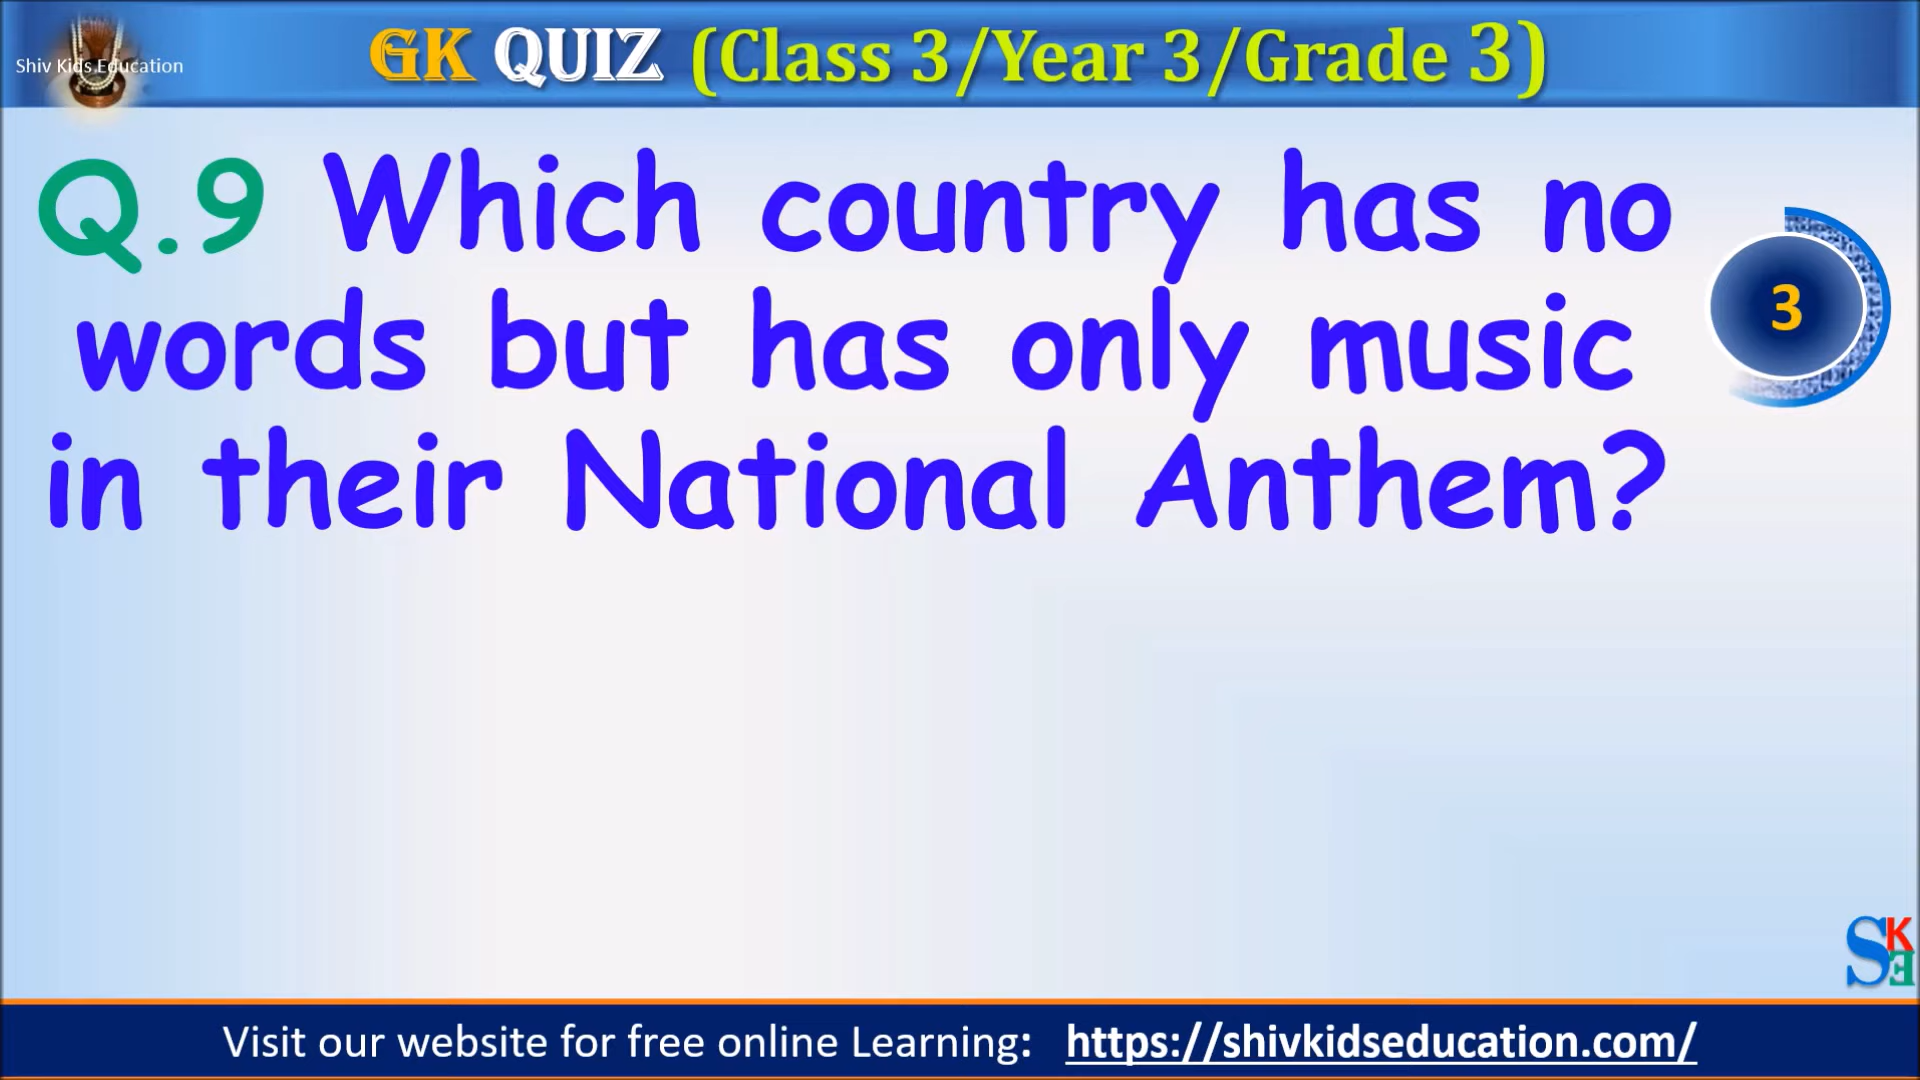 Shiv Kids Education
GK QUIZ (Class 3/Year 3/Grade 3)
Q.9 Which country has no
words but has only music
in their National Anthem?
3
SKE
Visit our website for free online Learning: https://shivkidseducation.com/